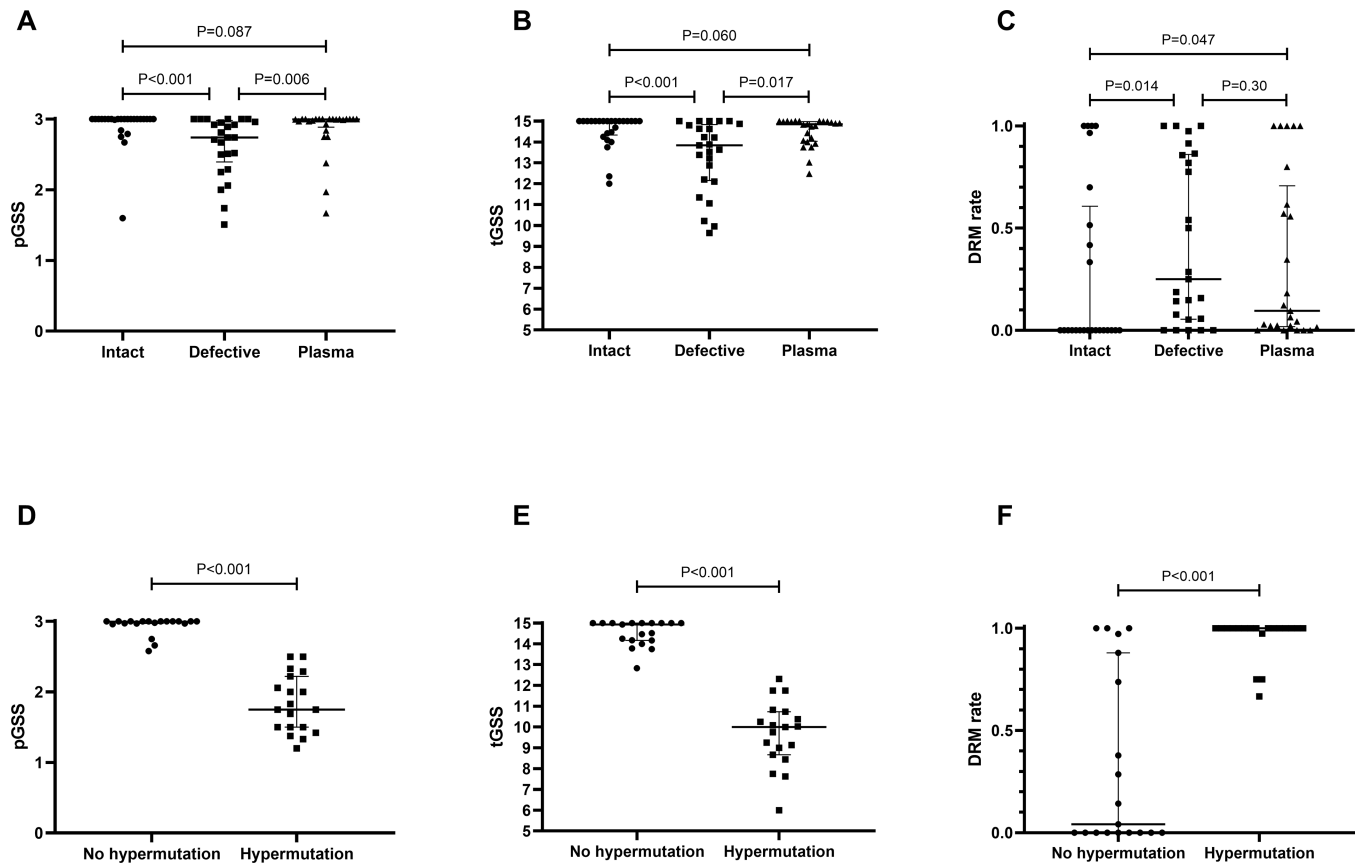 A
P=0.087
P<0.001
P=0.006
pGSS
3
2
1
0
Intact
Defective
Plasma
B
P=0.060
P<0.001
P=0.017
tGSS
15
14
13
12
11
10
9
8
7
6
5
Intact
Defective
Plasma
C
P=0.047
P=0.014
P=0.30
DRM rate
1.0
0.5
0.0
Intact
Defective
Plasma
D
P<0.001
pGSS
3
2
1
0
No hypermutation
Hypermutation
E
P<0.001
tGSS
15
14
13
12
11
10
9
8
7
6
5
No hypermutation
Hypermutation
F
P<0.001
DRM rate
1.0
0.5
0.0
No hypermutation
Hypermutation